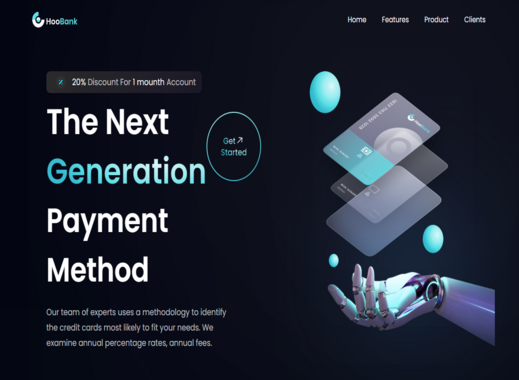 HooBank
Home Features Product Clients
20% Discount For 1 mounth Account
The Next
Generation
Payment
Method
Get
Started
Our team of experts uses a methodology to identify
the credit cards most likely to fit your needs. We
examine annual percentage rates, annual fees.